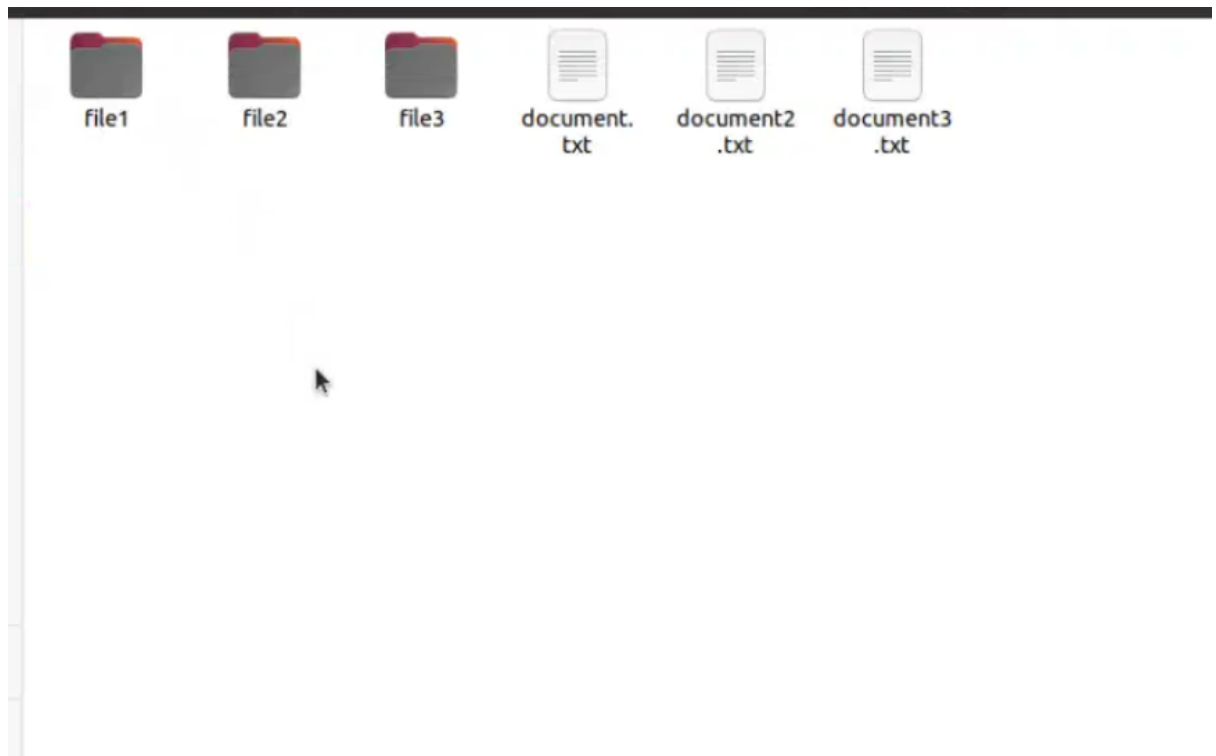 file1
file2
file3
document.
txt
document2
.txt
document3
.txt